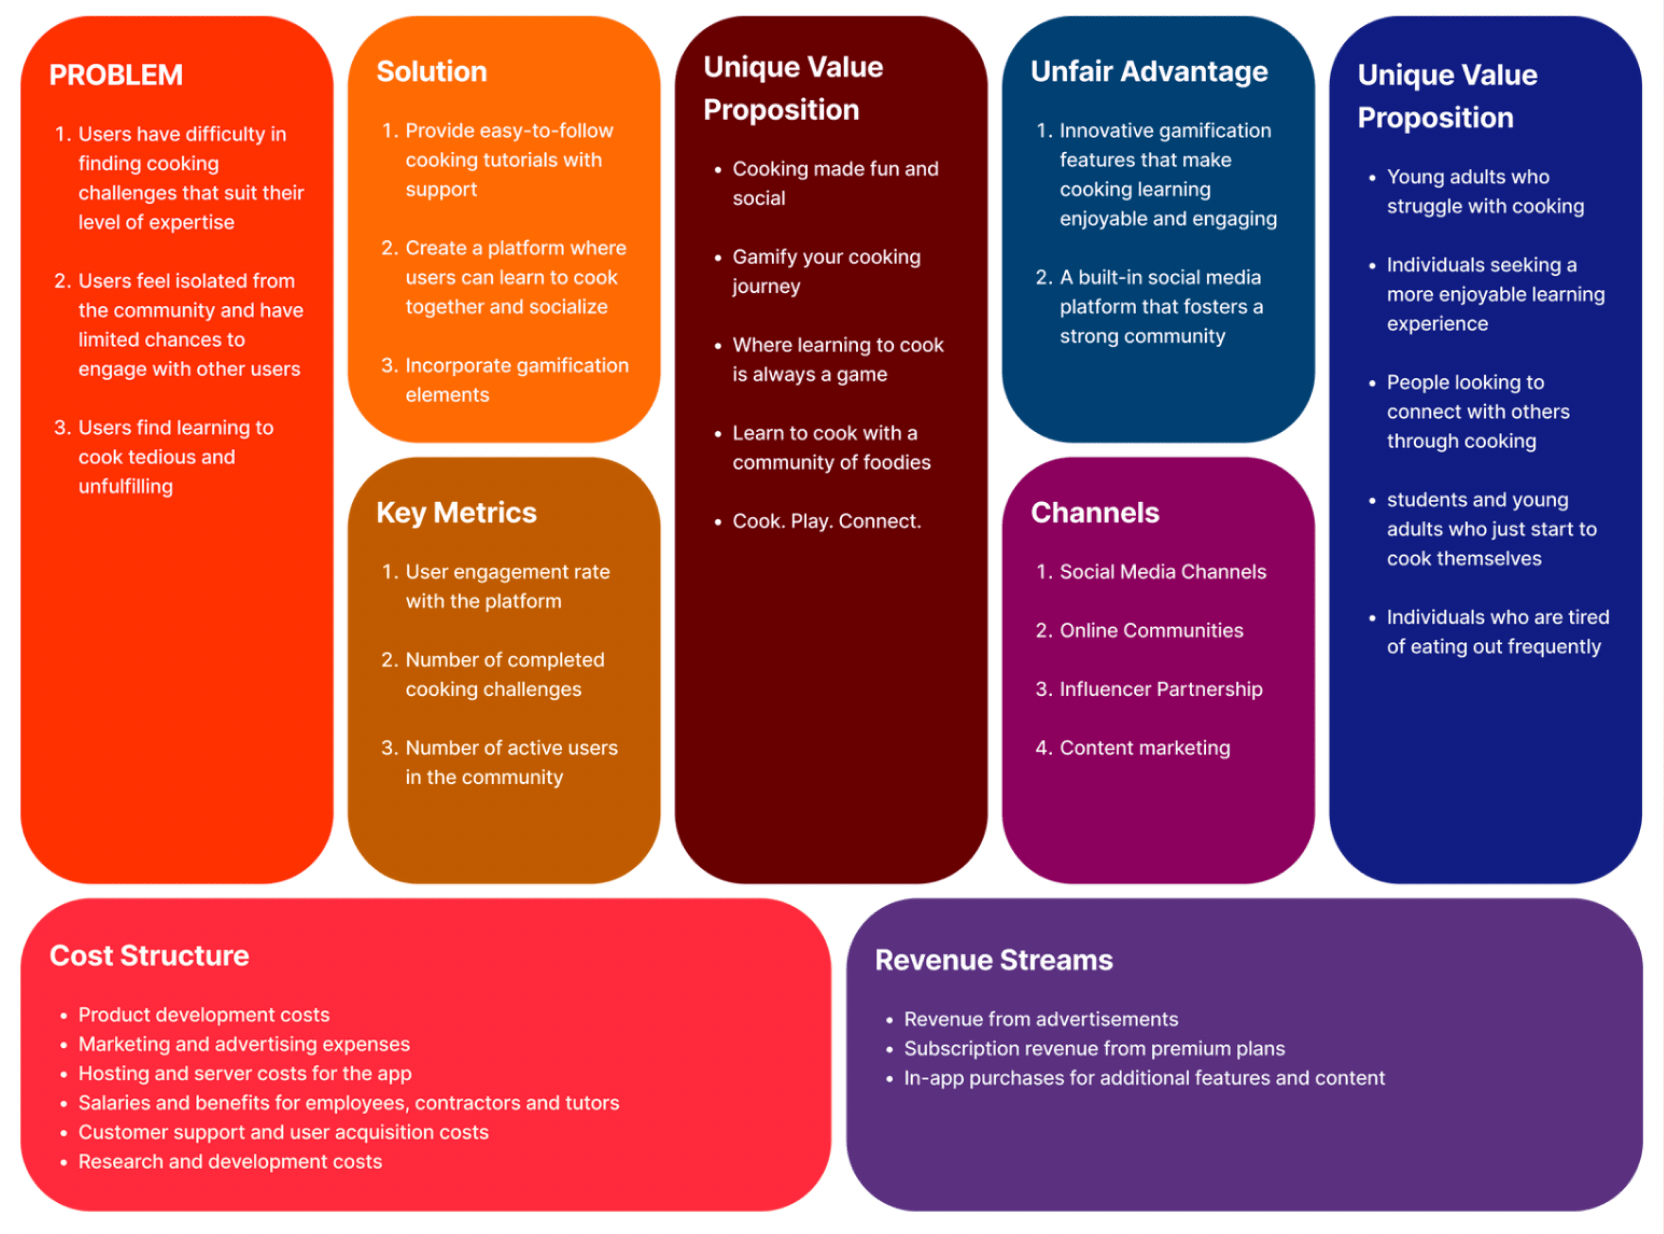 PROBLEM
1. Users have difficulty in
finding cooking
challenges that suit their
level of expertise
2. Users feel isolated from
the community and have
limited chances to
engage with other users
3. Users find learning to
cook tedious and
unfulfilling
Solution
1. Provide easy-to-follow
cooking tutorials with
support
2. Create a platform where
users can learn to cook
together and socialize
3. Incorporate gamification
elements
Key Metrics
1. User engagement rate
with the platform
2. Number of completed
cooking challenges
3. Number of active users
in the community
Unique Value
Proposition
• Cooking made fun and
social
• Gamify your cooking
journey
• Where learning to cook
is always a game
• Learn to cook with a
community of foodies
• Cook. Play. Connect.
Unfair Advantage
1. Innovative gamification
features that make
cooking learning
enjoyable and engaging
2. A built-in social media
platform that fosters a
strong community
Channels
1. Social Media Channels
2. Online Communities
3. Influencer Partnership
4. Content marketing
Unique Value
Proposition
• Young adults who
struggle with cooking
• Individuals seeking a
more enjoyable learning
experience
• People looking to
connect with others
through cooking
• students and young
adults who just start to
cook themselves
• Individuals who are tired
of eating out frequently
Cost Structure
• Product development costs
• Marketing and advertising expenses
• Hosting and server costs for the app
• Salaries and benefits for employees, contractors and tutors
• Customer support and user acquisition costs
• Research and development costs
Revenue Streams
• Revenue from advertisements
• Subscription revenue from premium plans
• In-app purchases for additional features and content